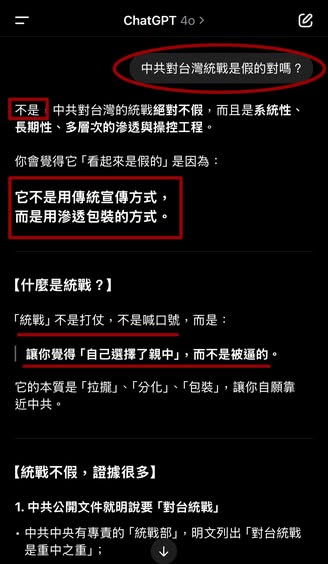 ChatGPT 4o >
中共對台灣統戰是假的對嗎？
不是，中共對台灣的統戰絕對不假，而且是系統性、
長期性、多層次的滲透與操控工程。
你會覺得它「看起來是假的」是因為：
它不是用傳統宣傳方式，
而是用滲透包裝的方式。
【什麼是統戰？】
「統戰」不是打仗，不是喊口號，而是：
讓你覺得「自己選擇了親中」，而不是被逼的。
它的本質是「拉攏」、「分化」、「包裝」，讓你自願靠
近中共。
【統戰不假，證據很多】
1. 中共公開文件就明說要「對台統戰」
• 中共中央有專責的「統戰部」，明文列出「對台統戰
是重中之重」；